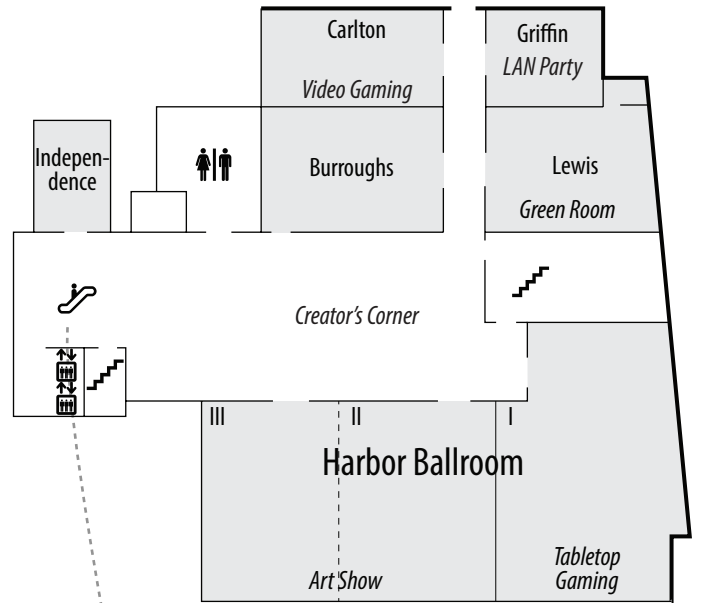 Carlton
Video Gaming
Griffin
LAN Party
Indepen-
dence
Burroughs
Lewis
Green Room
Creator's Corner
III
II
I
Harbor Ballroom
Art Show
Tabletop
Gaming